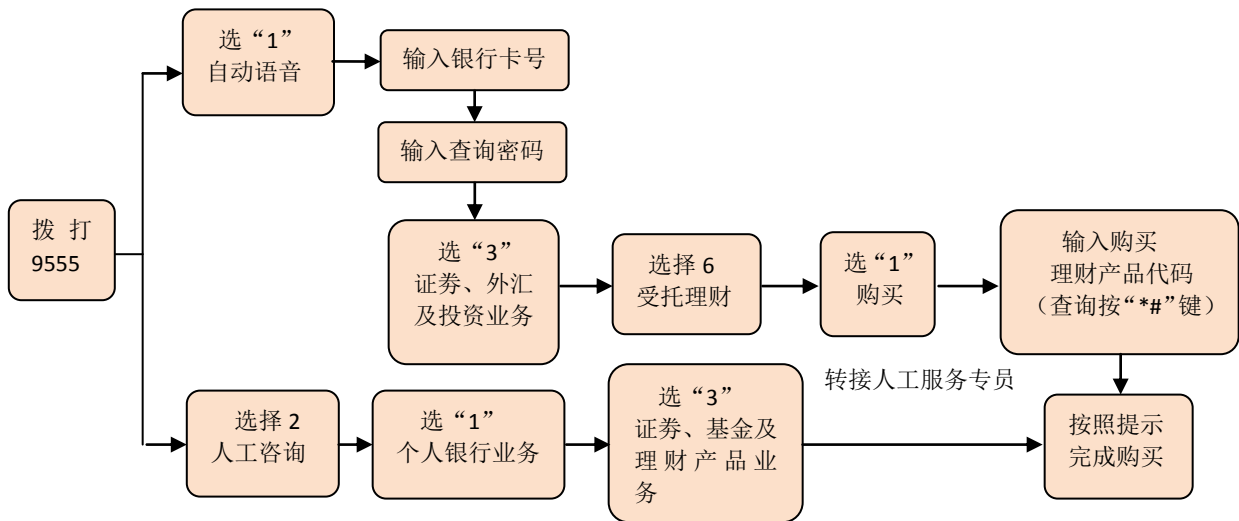 选“1”
自动语音
输入银行卡号
输入查询密码
拨 打
9555
选“3”
证券、外汇
及投资业务
选择 6
受托理财
选“1”
购买
输入购买
理财产品代码
（查询按“*#”键）
选择 2
人工咨询
选“1”
个人银行业务
选“3”
证券、基金及
理 财 产 品 业
务
转接人工服务专员
按照提示
完成购买